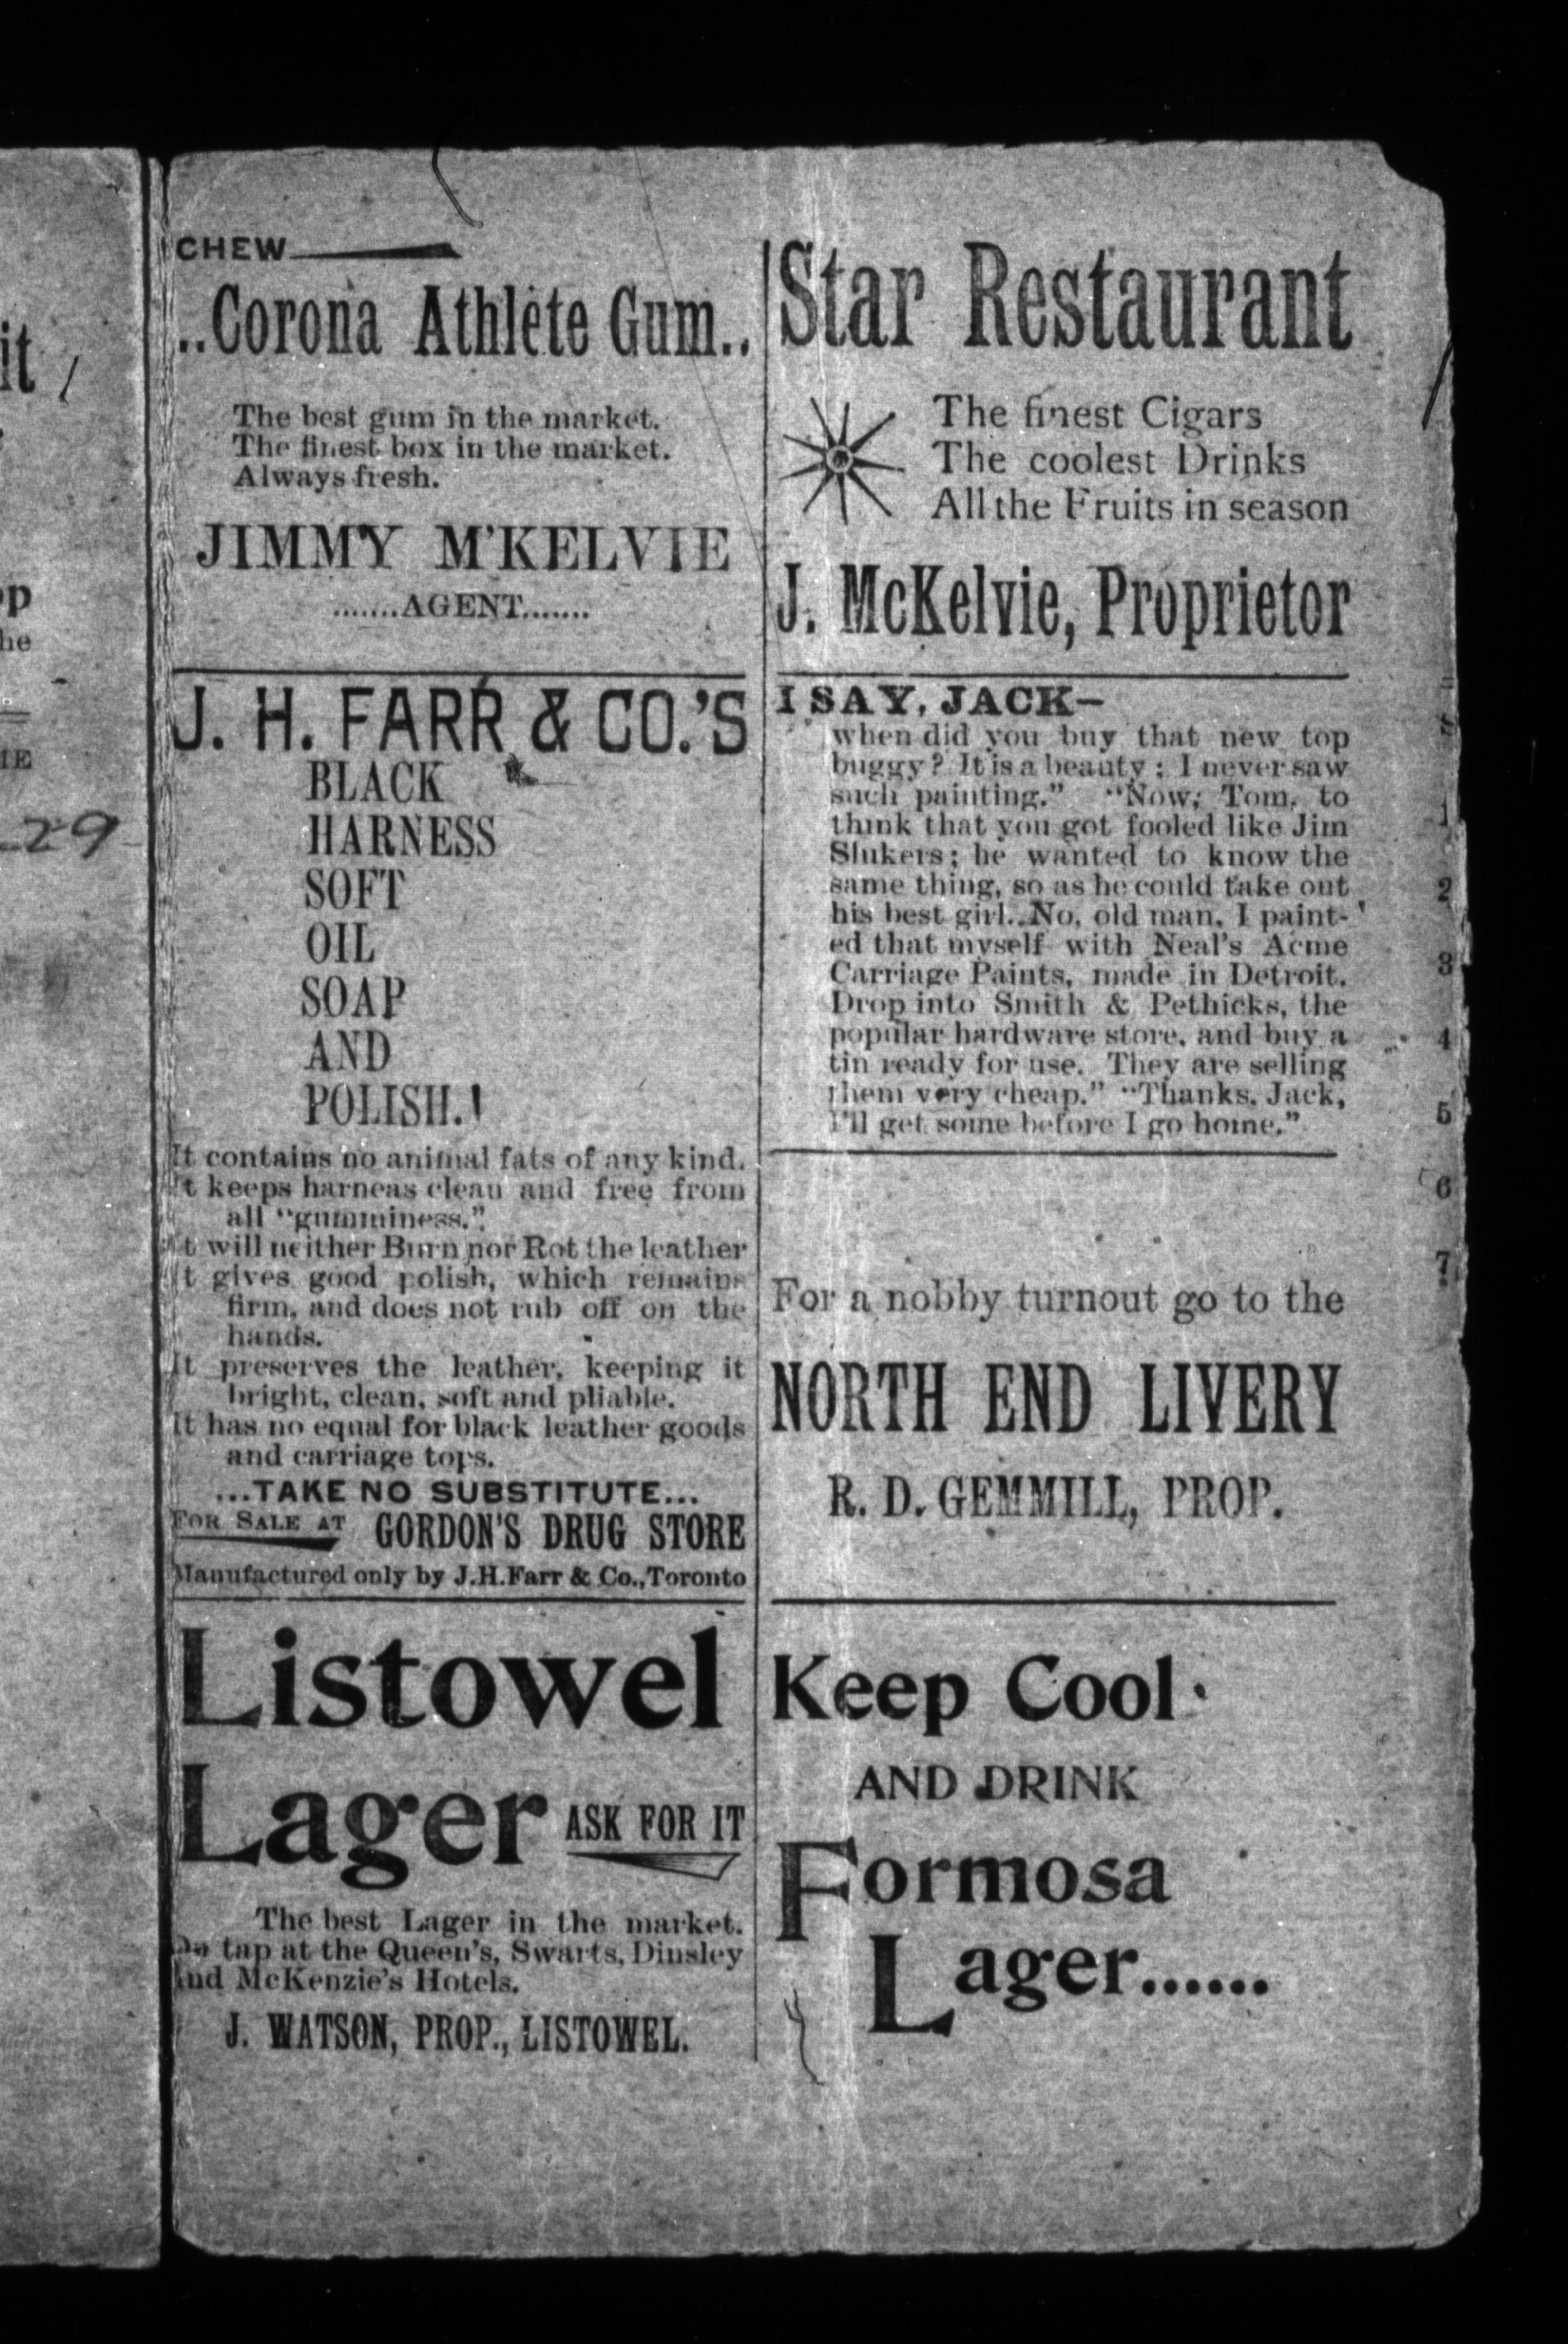 CHEW
..Corona Athlete Gum..
The best gum in the market.
The finest box in the market.
Always fresh.
JIMMY M'KELVIE
.......AGENT.......
J. H. FARR & CO.'S
BLACK
HARNESS
SOFT
OIL
SOAP
AND
POLISH.!
It contains no animal fats of any kind.
It keeps harneas clean and free from
all "gumminess."
It will neither Burn nor Rot the leather
It gives good polish, which remains
firm, and does not rub off on the
hands.
It preserves the leather, keeping it
bright, clean, soft and pliable.
It has no equal for black leather goods
and carriage tops.
...TAKE NO SUBSTITUTE...
FOR SALE AT GORDON'S DRUG STORE
Manufactured only by J.H.Farr & Co., Toronto
Listowel
Lager ASK FOR IT
The best Lager in the market.
On tap at the Queen's, Swarts, Dinsley
and McKenzie's Hotels.
J. WATSON, PROP., LISTOWEL.
Star Restaurant
The finest Cigars
The coolest Drinks
All the Fruits in season
J. McKelvie, Proprietor
I SAY, JACK—
when did you buy that new top
buggy? It is a beauty; I never saw
such painting." "Now, Tom, to
think that you got fooled like Jim
Slukers; he wanted to know the
same thing, so as he could take out
his best girl. No, old man, I paint-
ed that myself with Neal's Acme
Carriage Paints, made in Detroit.
Drop into Smith & Pethicks, the
popular hardware store, and buy a
tin ready for use. They are selling
them very cheap." "Thanks, Jack,
I'll get some before I go home."
For a nobby turnout go to the
NORTH END LIVERY
R. D. GEMMILL, PROP.
Keep Cool
AND DRINK
Formosa
Lager......
it
p
he
IE
29
1
2
3
4
5
6
7